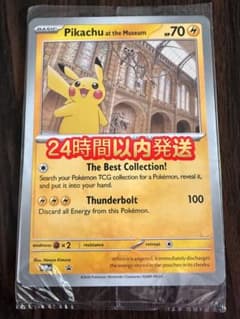 BASIC
Pikachu at the Museum HP70
24時間以内発送
The Best Collection!
Search your Pokémon TCG collection for a Pokémon, reveal it,
and put it into your hand.
Thunderbolt 100
Discard all Energy from this Pokémon.
weakness ×2 resistance retreat